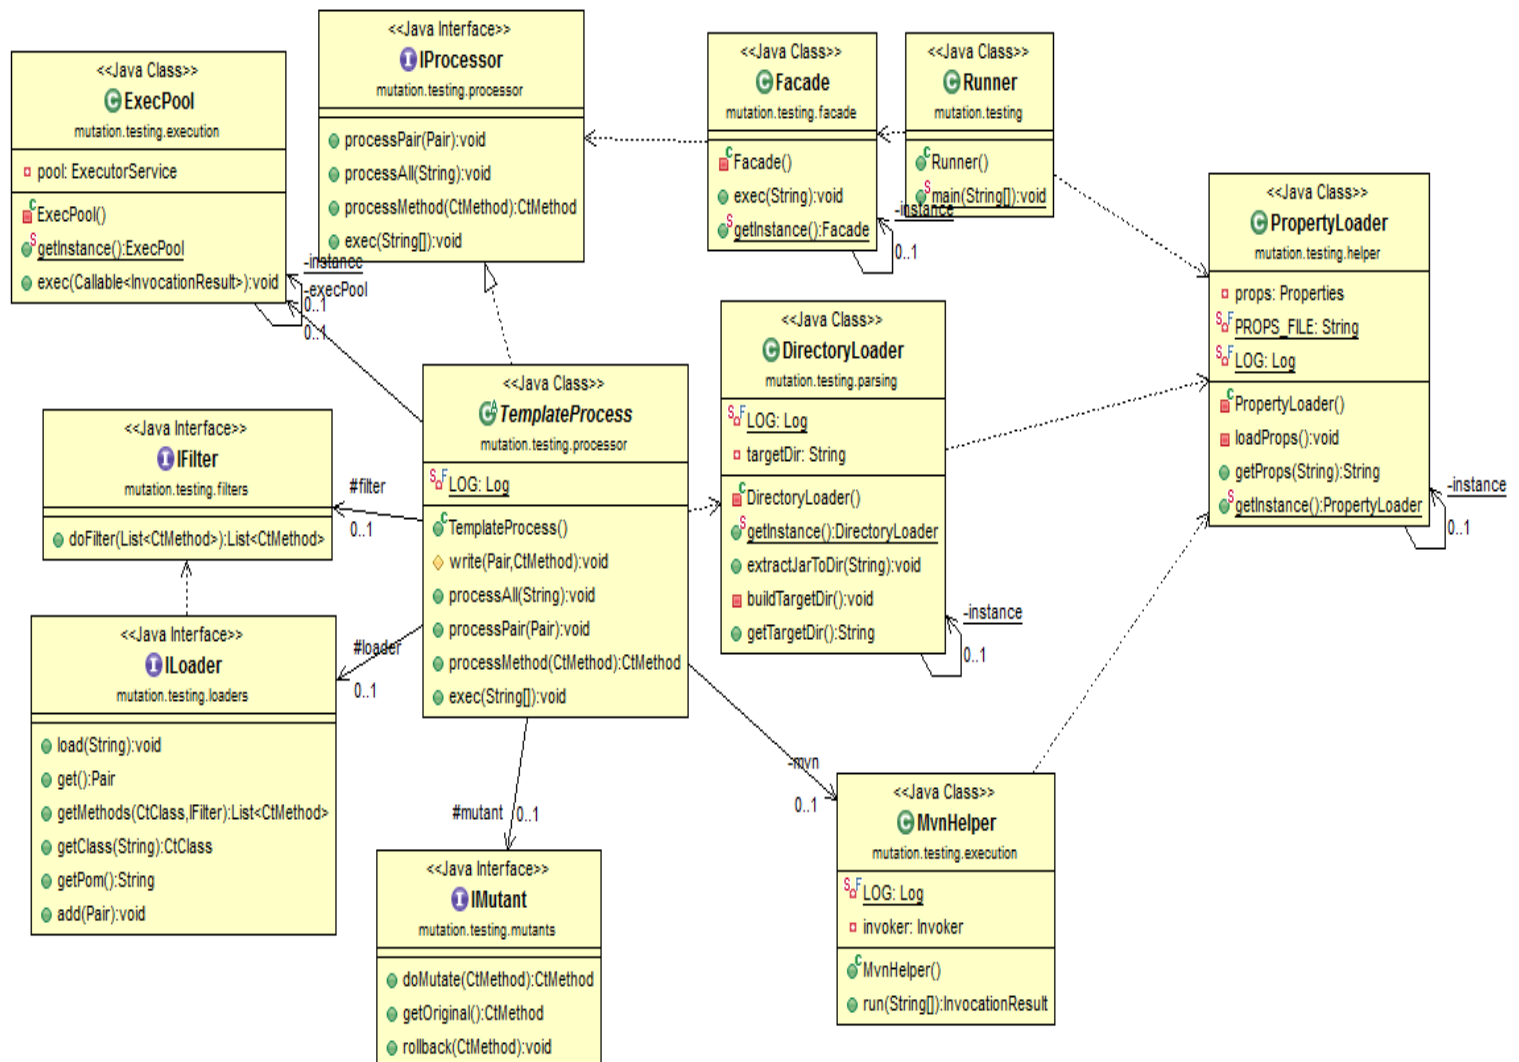 <<Java Class>>
ExecPool
mutation.testing.execution
pool: ExecutorService
ExecPool()
getInstance():ExecPool
exec(Callable<InvocationResult>):void
-instance
-execPool
0..1
0..1
<<Java Interface>>
IProcessor
mutation.testing.processor
processPair(Pair):void
processAll(String):void
processMethod(CtMethod):CtMethod
exec(String[]):void
<<Java Class>>
Facade
mutation.testing.facade
Facade()
exec(String):void
getInstance():Facade
-instance
0..1
<<Java Class>>
Runner
mutation.testing
Runner()
main(String[]):void
<<Java Class>>
PropertyLoader
mutation.testing.helper
props: Properties
PROPS_FILE: String
LOG: Log
PropertyLoader()
loadProps():void
getProps(String):String
getInstance():PropertyLoader
-instance
0..1
<<Java Interface>>
IFilter
mutation.testing.filters
doFilter(List<CtMethod>):List<CtMethod>
#filter
0..1
<<Java Class>>
TemplateProcess
mutation.testing.processor
LOG: Log
TemplateProcess()
write(Pair,CtMethod):void
processAll(String):void
processPair(Pair):void
processMethod(CtMethod):CtMethod
exec(String[]):void
<<Java Class>>
DirectoryLoader
mutation.testing.parsing
LOG: Log
targetDir: String
DirectoryLoader()
getInstance():DirectoryLoader
extractJarToDir(String):void
buildTargetDir():void
getTargetDir():String
-instance
0..1
<<Java Interface>>
ILoader
mutation.testing.loaders
load(String):void
get():Pair
getMethods(CtClass,IFilter):List<CtMethod>
getClass(String):CtClass
getPom():String
add(Pair):void
#loader
0..1
#mutant
0..1
-mvn
0..1
<<Java Interface>>
IMutant
mutation.testing.mutants
doMutate(CtMethod):CtMethod
getOriginal():CtMethod
rollback(CtMethod):void
<<Java Class>>
MvnHelper
mutation.testing.execution
LOG: Log
invoker: Invoker
MvnHelper()
run(String[]):InvocationResult